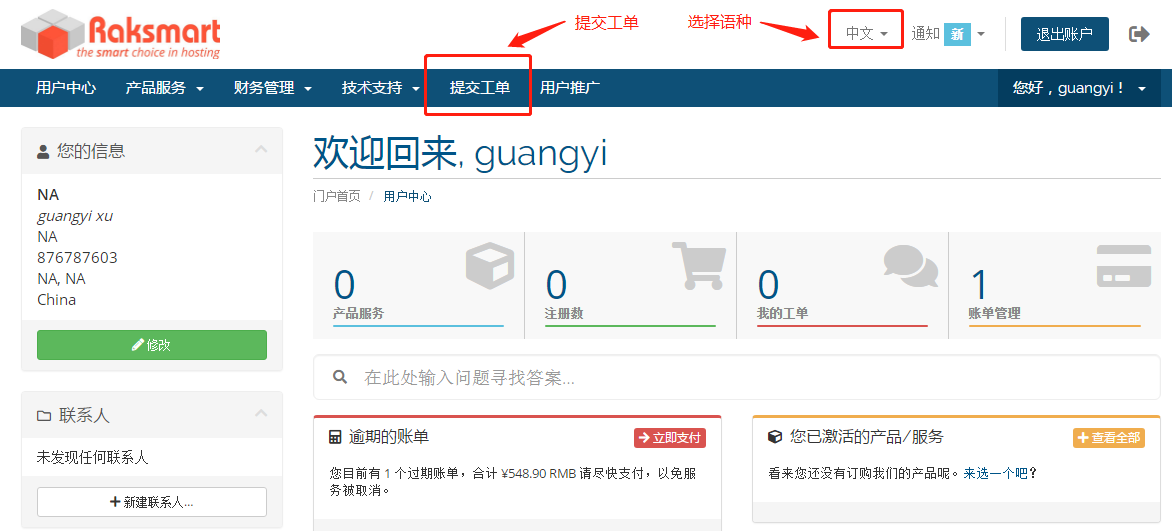 Raksmart
the smart choice in hosting
提交工单
选择语种
中文
通知 新
退出账户
用户中心 产品服务 财务管理 技术支持 提交工单 用户推广
您好，guangyi！
您的信息
NA
guangyi xu
NA
876787603
NA, NA
China
修改
联系人
未发现任何联系人
新建联系人...
欢迎回来, guangyi
门户首页 / 用户中心
0
产品服务
0
注册数
0
我的工单
1
账单管理
在此处输入问题寻找答案...
逾期的账单
立即支付
您目前有 1 个过期账单，合计 ¥548.90 RMB 请尽快支付，以免服
务被取消。
您已激活的产品/服务
查看全部
看来您还没有订购我们的产品呢。来选一个吧?